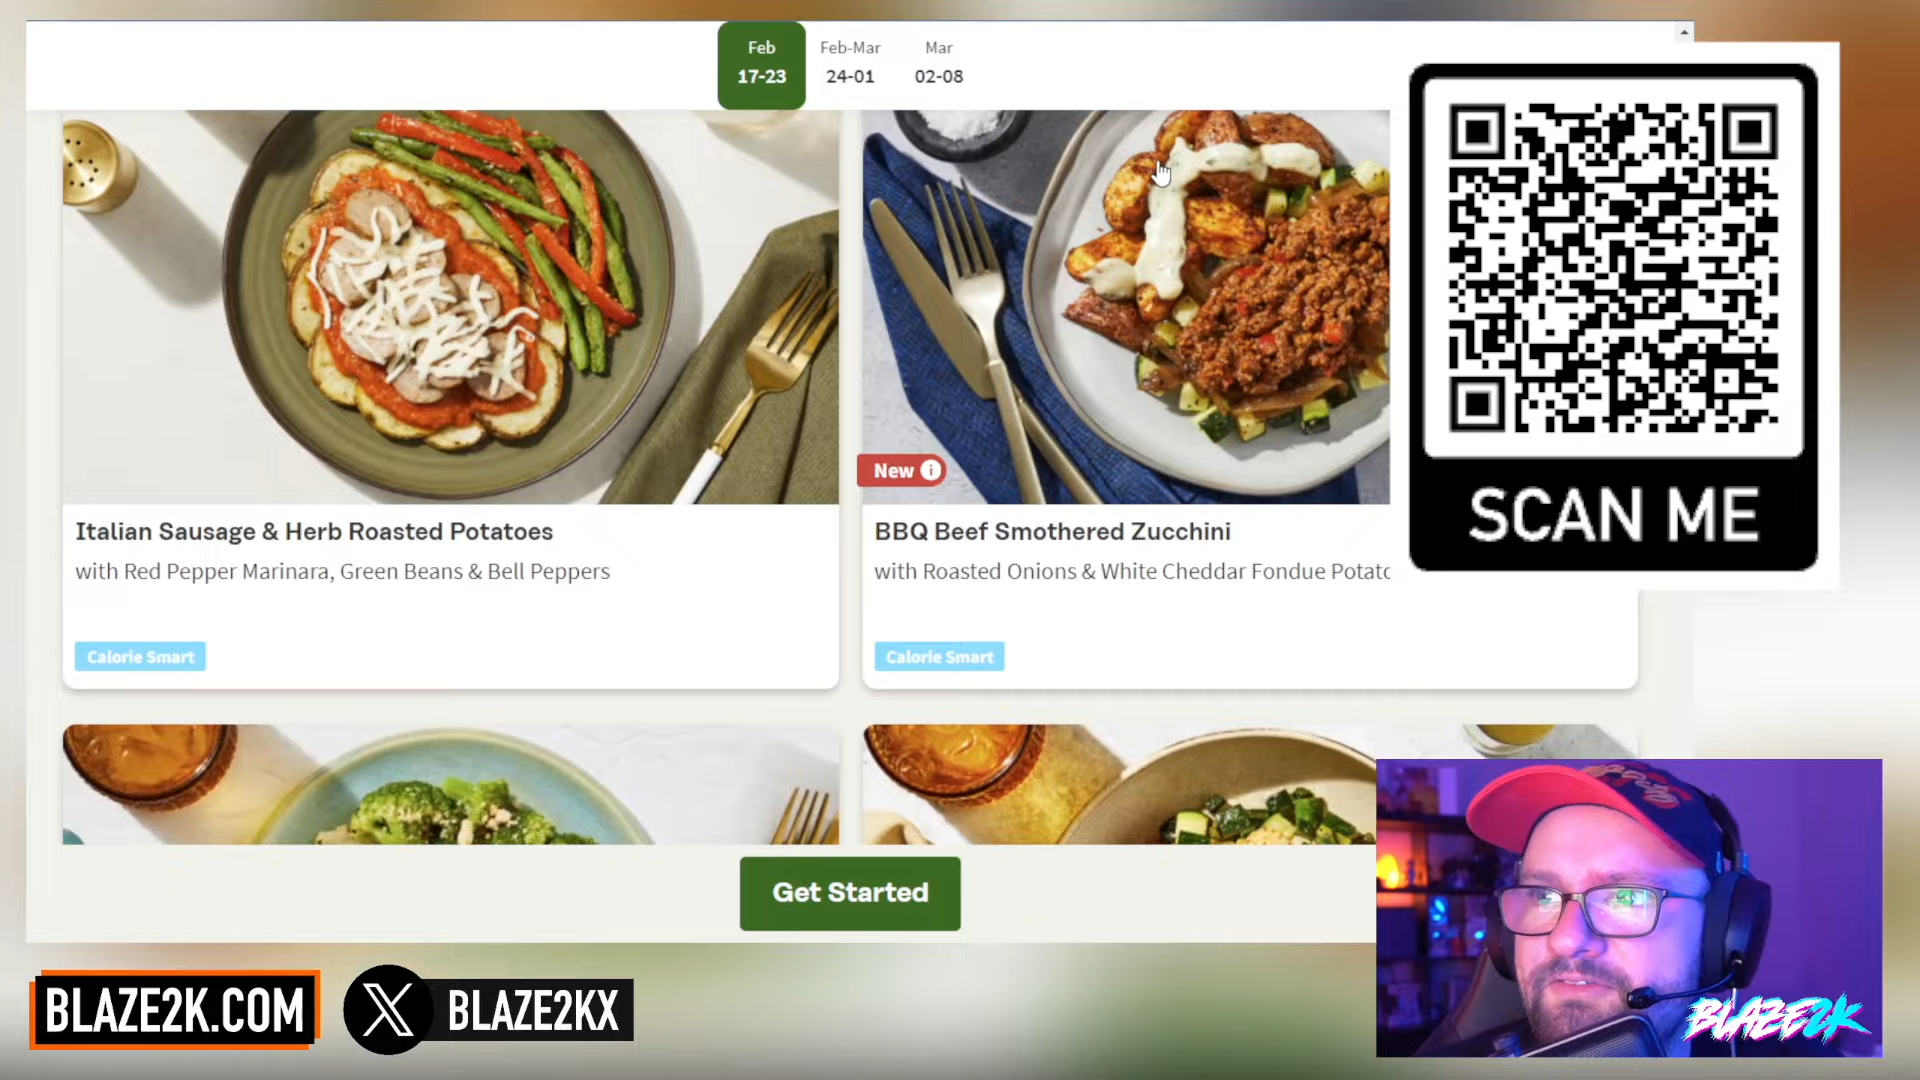 Feb
17-23
Feb-Mar
24-01
Mar
02-08
SCAN ME
New
Italian Sausage & Herb Roasted Potatoes
with Red Pepper Marinara, Green Beans & Bell Peppers
Calorie Smart
BBQ Beef Smothered Zucchini
with Roasted Onions & White Cheddar Fondue Potato
Calorie Smart
Get Started
BLAZE2K.COM
X
BLAZE2KX
BLAZE2K